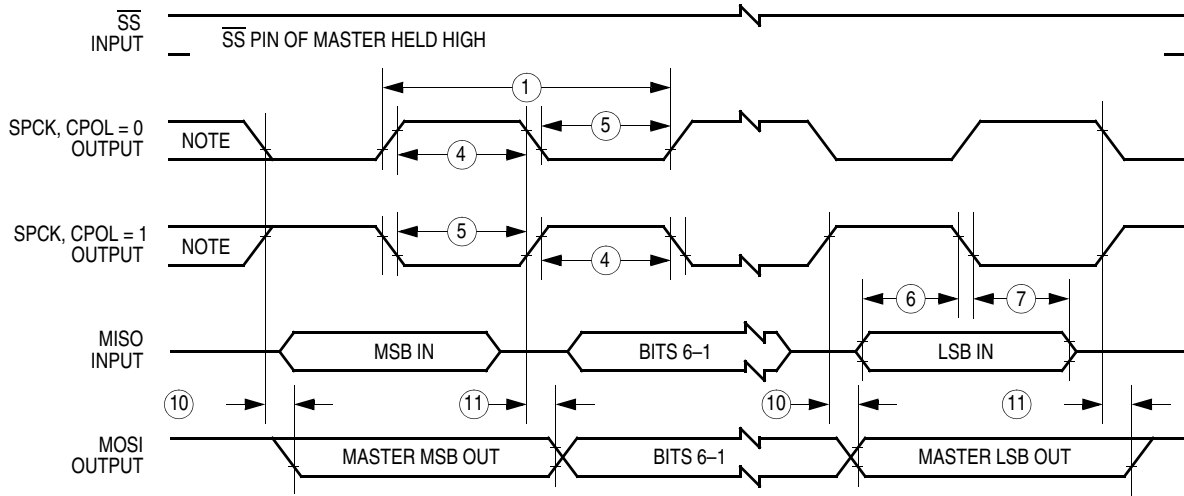 SS
INPUT
SS PIN OF MASTER HELD HIGH
1
SPCK, CPOL = 0
OUTPUT
NOTE
4
5
SPCK, CPOL = 1
OUTPUT
NOTE
5
4
6
7
MISO
INPUT
MSB IN
BITS 6–1
LSB IN
10
11
10
11
MOSI
OUTPUT
MASTER MSB OUT
BITS 6–1
MASTER LSB OUT